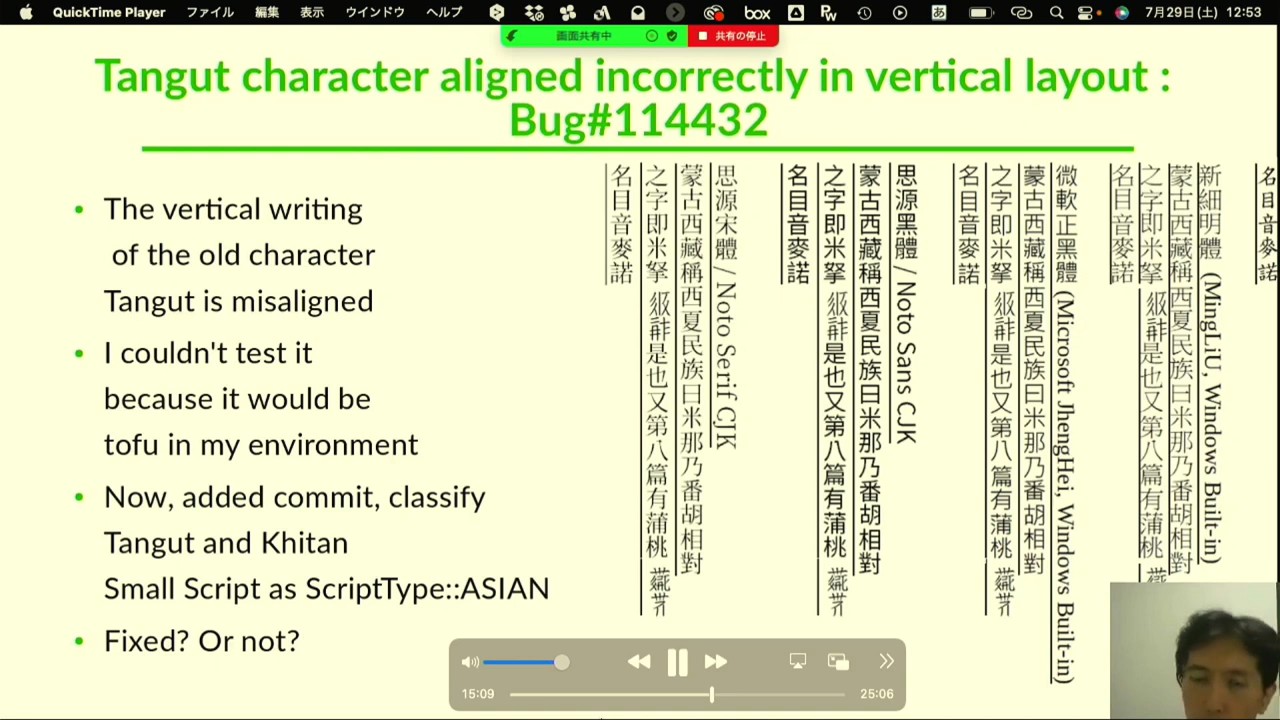 QuickTime Player ファイル 編集 表示 ウインドウ ヘルプ box あ 7月29日(土) 12:53
画面共有中 共有の停止
Tangut character aligned incorrectly in vertical layout :
Bug#114432
• The vertical writing
of the old character
Tangut is misaligned
• I couldn't test it
because it would be
tofu in my environment
• Now, added commit, classify
Tangut and Khitan
Small Script as ScriptType::ASIAN
• Fixed? Or not?
思源宋體 / Noto Serif CJK
蒙古西藏稱西夏民族曰米那乃番胡相對
之字即米孥 是也又第八篇有蒲桃
名目音麥諾
思源黑體 / Noto Sans CJK
蒙古西藏稱西夏民族曰米那乃番胡相對
之字即米孥 是也又第八篇有蒲桃
名目音麥諾
微軟正黑體 (Microsoft JhengHei, Windows Built-in)
蒙古西藏稱西夏民族曰米那乃番胡相對
之字即米孥 是也又第八篇有蒲桃
名目音麥諾
新細明體 (MingLiU, Windows Built-in)
蒙古西藏稱西夏民族曰米那乃番胡相對
之字即米孥 是也又第八篇有蒲桃
名目音麥諾
名目音麥諾
15:09 25:06